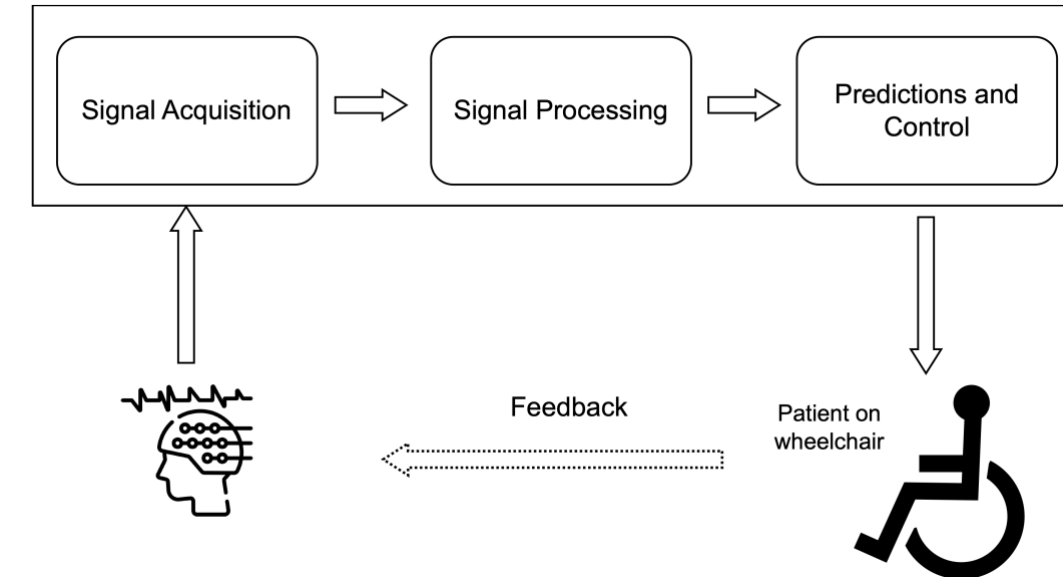 Signal Acquisition
Signal Processing
Predictions and
Control
Feedback
Patient on
wheelchair